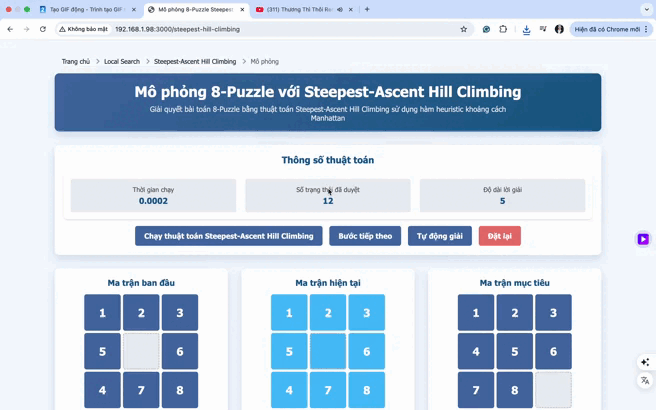 Tạo GIF động - Trình tạo GIF
Mô phỏng 8-Puzzle Steepest
(311) Thương Thì Thôi R
Không bảo mật
192.168.1.98:3000/steepest-hill-climbing
Hiện đã có Chrome mới
Trang chủ > Local Search > Steepest-Ascent Hill Climbing > Mô phỏng
Mô phỏng 8-Puzzle với Steepest-Ascent Hill Climbing
Giải quyết bài toán 8-Puzzle bằng thuật toán Steepest-Ascent Hill Climbing sử dụng hàm heuristic khoảng cách
Manhattan
Thông số thuật toán
Thời gian chạy
0.0002
Số trạng thái đã duyệt
12
Độ dài lời giải
5
Chạy thuật toán Steepest-Ascent Hill Climbing
Bước tiếp theo
Tự động giải
Đặt lại
Ma trận ban đầu
1 2 3
5 6
4 7 8
Ma trận hiện tại
1 2 3
5 6
4 7 8
Ma trận mục tiêu
1 2 3
4 5 6
7 8